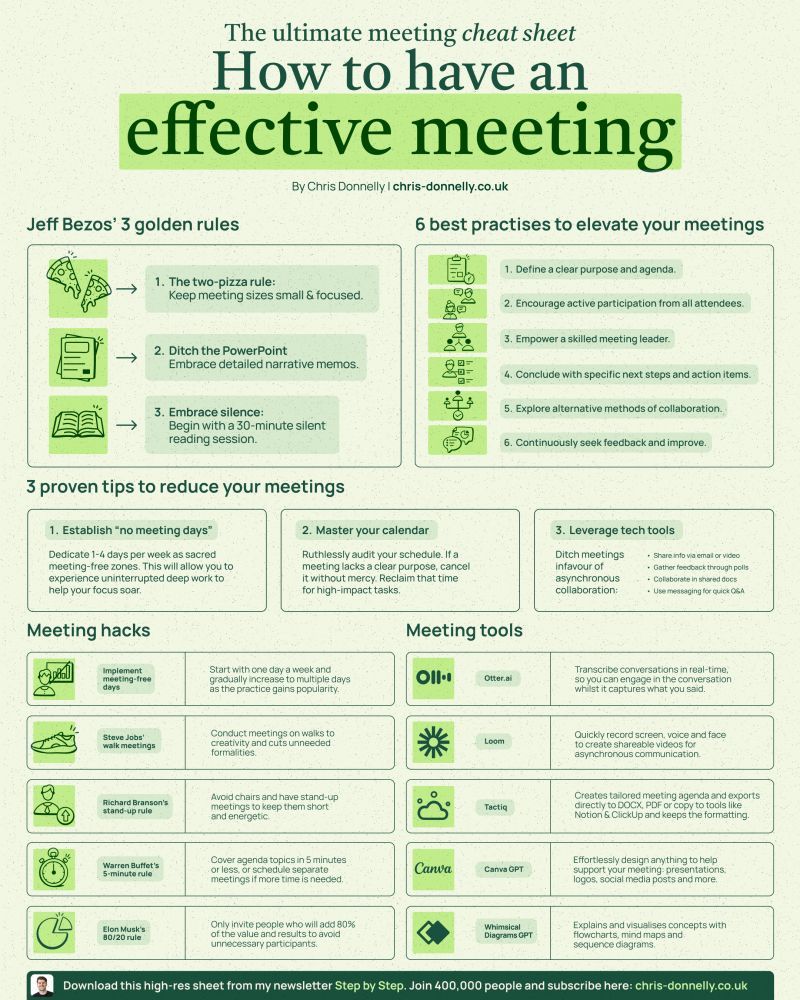 The ultimate meeting cheat sheet
How to have an
effective meeting
By Chris Donnelly | chris-donnelly.co.uk
Jeff Bezos' 3 golden rules
1. The two-pizza rule:
Keep meeting sizes small & focused.
2. Ditch the PowerPoint
Embrace detailed narrative memos.
3. Embrace silence:
Begin with a 30-minute silent
reading session.
6 best practises to elevate your meetings
1. Define a clear purpose and agenda.
2. Encourage active participation from all attendees.
3. Empower a skilled meeting leader.
4. Conclude with specific next steps and action items.
5. Explore alternative methods of collaboration.
6. Continuously seek feedback and improve.
3 proven tips to reduce your meetings
1. Establish “no meeting days”
Dedicate 1-4 days per week as sacred
meeting-free zones. This will allow you to
experience uninterrupted deep work to
help your focus soar.
2. Master your calendar
Ruthlessly audit your schedule. If a
meeting lacks a clear purpose, cancel
it without mercy. Reclaim that time
for high-impact tasks.
3. Leverage tech tools
Ditch meetings
infavour of
asynchronous
collaboration:
• Share info via email or video
• Gather feedback through polls
• Collaborate in shared docs
• Use messaging for quick Q&A
Meeting hacks
Implement
meeting-free
days
Start with one day a week and
gradually increase to multiple days
as the practice gains popularity.
Steve Jobs'
walk meetings
Conduct meetings on walks to
creativity and cuts unneeded
formalities.
Richard Branson's
stand-up rule
Avoid chairs and have stand-up
meetings to keep them short
and energetic.
Warren Buffet's
5-minute rule
Cover agenda topics in 5 minutes
or less, or schedule separate
meetings if more time is needed.
Elon Musk's
80/20 rule
Only invite people who will add 80%
of the value and results to avoid
unnecessary participants.
Meeting tools
Otter.ai
Transcribe conversations in real-time,
so you can engage in the conversation
whilst it captures what you said.
Loom
Quickly record screen, voice and face
to create shareable videos for
asynchronous communication.
Tactiq
Creates tailored meeting agenda and exports
directly to DOCX, PDF or copy to tools like
Notion & ClickUp and keeps the formatting.
Canva
Canva GPT
Effortlessly design anything to help
support your meeting: presentations,
logos, social media posts and more.
Whimsical
Diagrams GPT
Explains and visualises concepts with
flowcharts, mind maps and
sequence diagrams.
Download this high-res sheet from my newsletter Step by Step. Join 400,000 people and subscribe here: chris-donnelly.co.uk